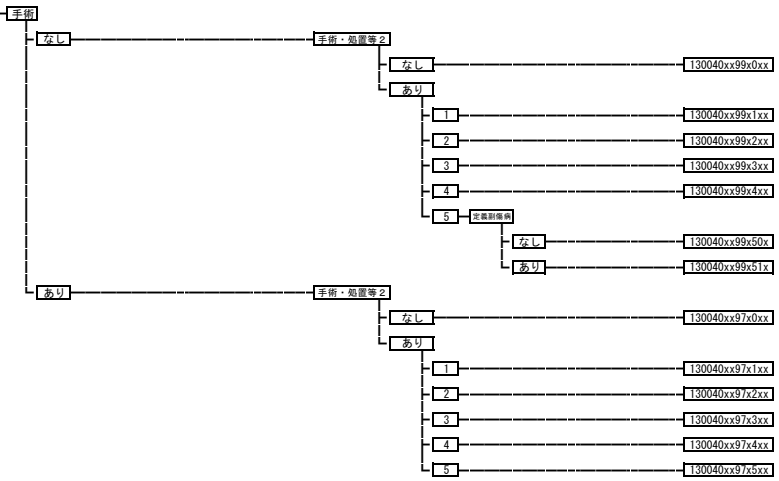 手術
なし 手術・処置等2
なし 130040xx99x0xx
あり
1 130040xx99x1xx
2 130040xx99x2xx
3 130040xx99x3xx
4 130040xx99x4xx
5 定義副傷病
なし 130040xx99x50x
あり 130040xx99x51x
あり 手術・処置等2
なし 130040xx97x0xx
あり
1 130040xx97x1xx
2 130040xx97x2xx
3 130040xx97x3xx
4 130040xx97x4xx
5 130040xx97x5xx